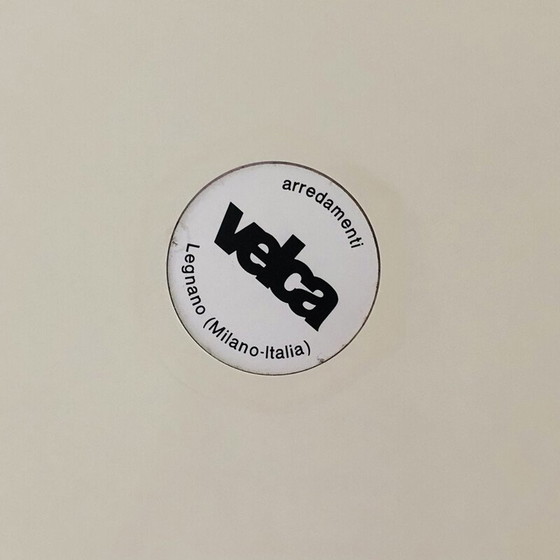 arredamenti
velca
Legnano (Milano-Italia)